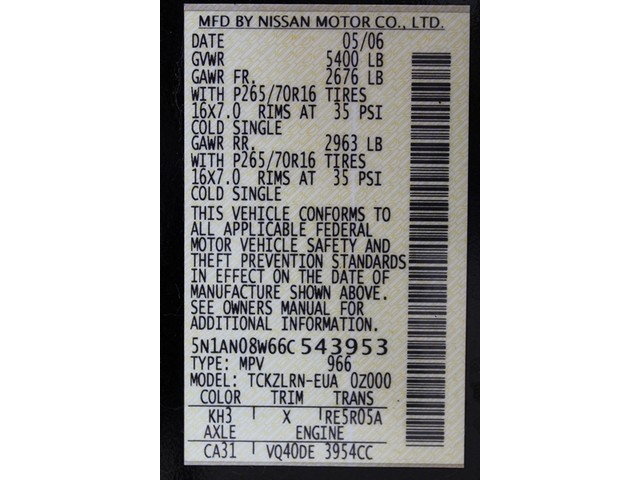 MFD BY NISSAN MOTOR CO., LTD.
DATE 05/06
GVWR 5400 LB
GAWR FR. 2676 LB
WITH P265/70R16 TIRES
16X7.0 RIMS AT 35 PSI
COLD SINGLE
GAWR RR. 2963 LB
WITH P265/70R16 TIRES
16X7.0 RIMS AT 35 PSI
COLD SINGLE
THIS VEHICLE CONFORMS TO
ALL APPLICABLE FEDERAL
MOTOR VEHICLE SAFETY AND
THEFT PREVENTION STANDARDS
IN EFFECT ON THE DATE OF
MANUFACTURE SHOWN ABOVE.
SEE OWNERS MANUAL FOR
ADDITIONAL INFORMATION.
5N1AN08W66C543953
TYPE: MPV 966
MODEL: TCKZLRN-EUA 0Z000
COLOR TRIM TRANS
KH3 X RE5R05A
AXLE ENGINE
CA31 VQ40DE 3954CC